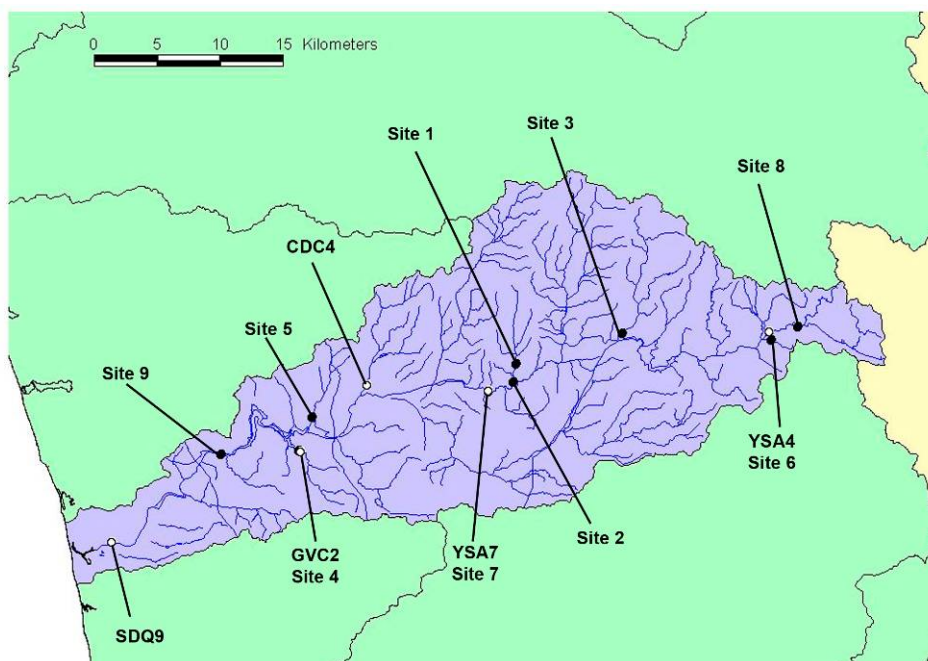 0 5 10 15 Kilometers
Site 1
Site 3
Site 8
CDC4
Site 5
Site 9
YSA4
Site 6
Site 2
GVC2
Site 4
YSA7
Site 7
SDQ9